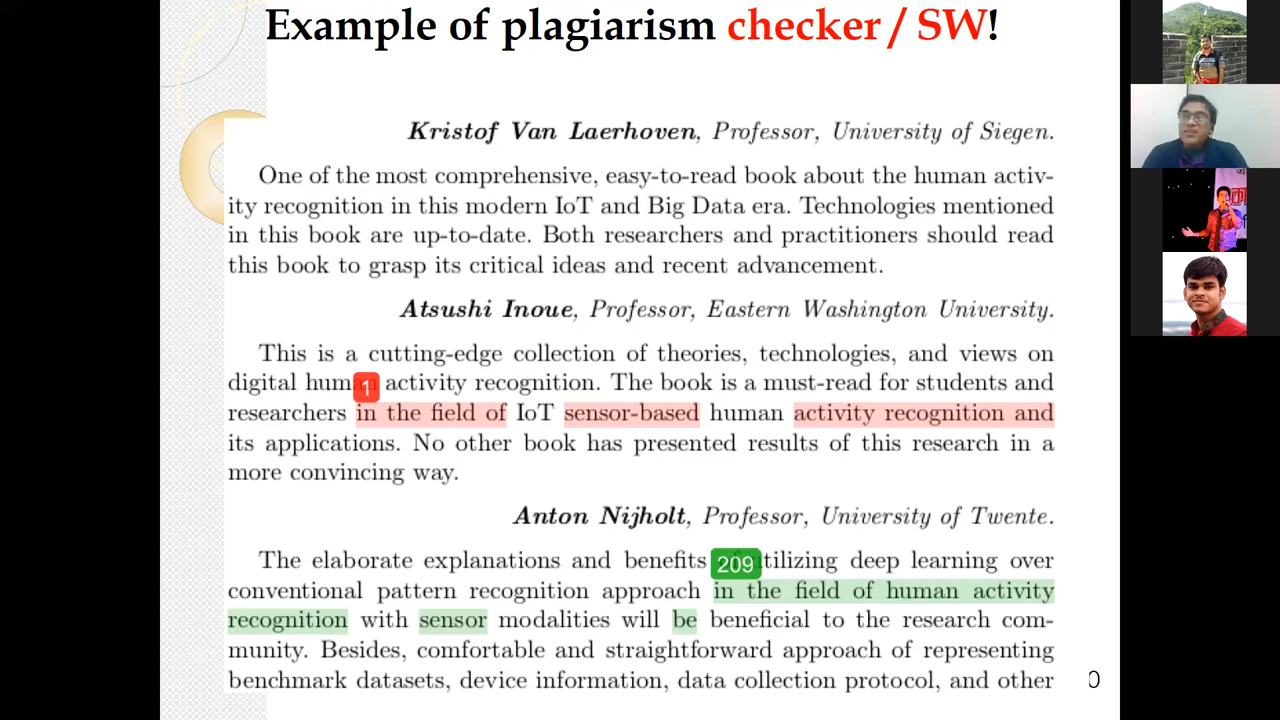 Example of plagiarism checker / SW!
Kristof Van Laerhoven, Professor, University of Siegen.
One of the most comprehensive, easy-to-read book about the human activ-
ity recognition in this modern IoT and Big Data era. Technologies mentioned
in this book are up-to-date. Both researchers and practitioners should read
this book to grasp its critical ideas and recent advancement.
Atsushi Inoue, Professor, Eastern Washington University.
This is a cutting-edge collection of theories, technologies, and views on
digital human activity recognition. The book is a must-read for students and
1
researchers in the field of IoT sensor-based human activity recognition and
its applications. No other book has presented results of this research in a
more convincing way.
Anton Nijholt, Professor, University of Twente.
The elaborate explanations and benefits 209 utilizing deep learning over
conventional pattern recognition approach in the field of human activity
recognition with sensor modalities will be beneficial to the research com-
munity. Besides, comfortable and straightforward approach of representing
benchmark datasets, device information, data collection protocol, and other
0